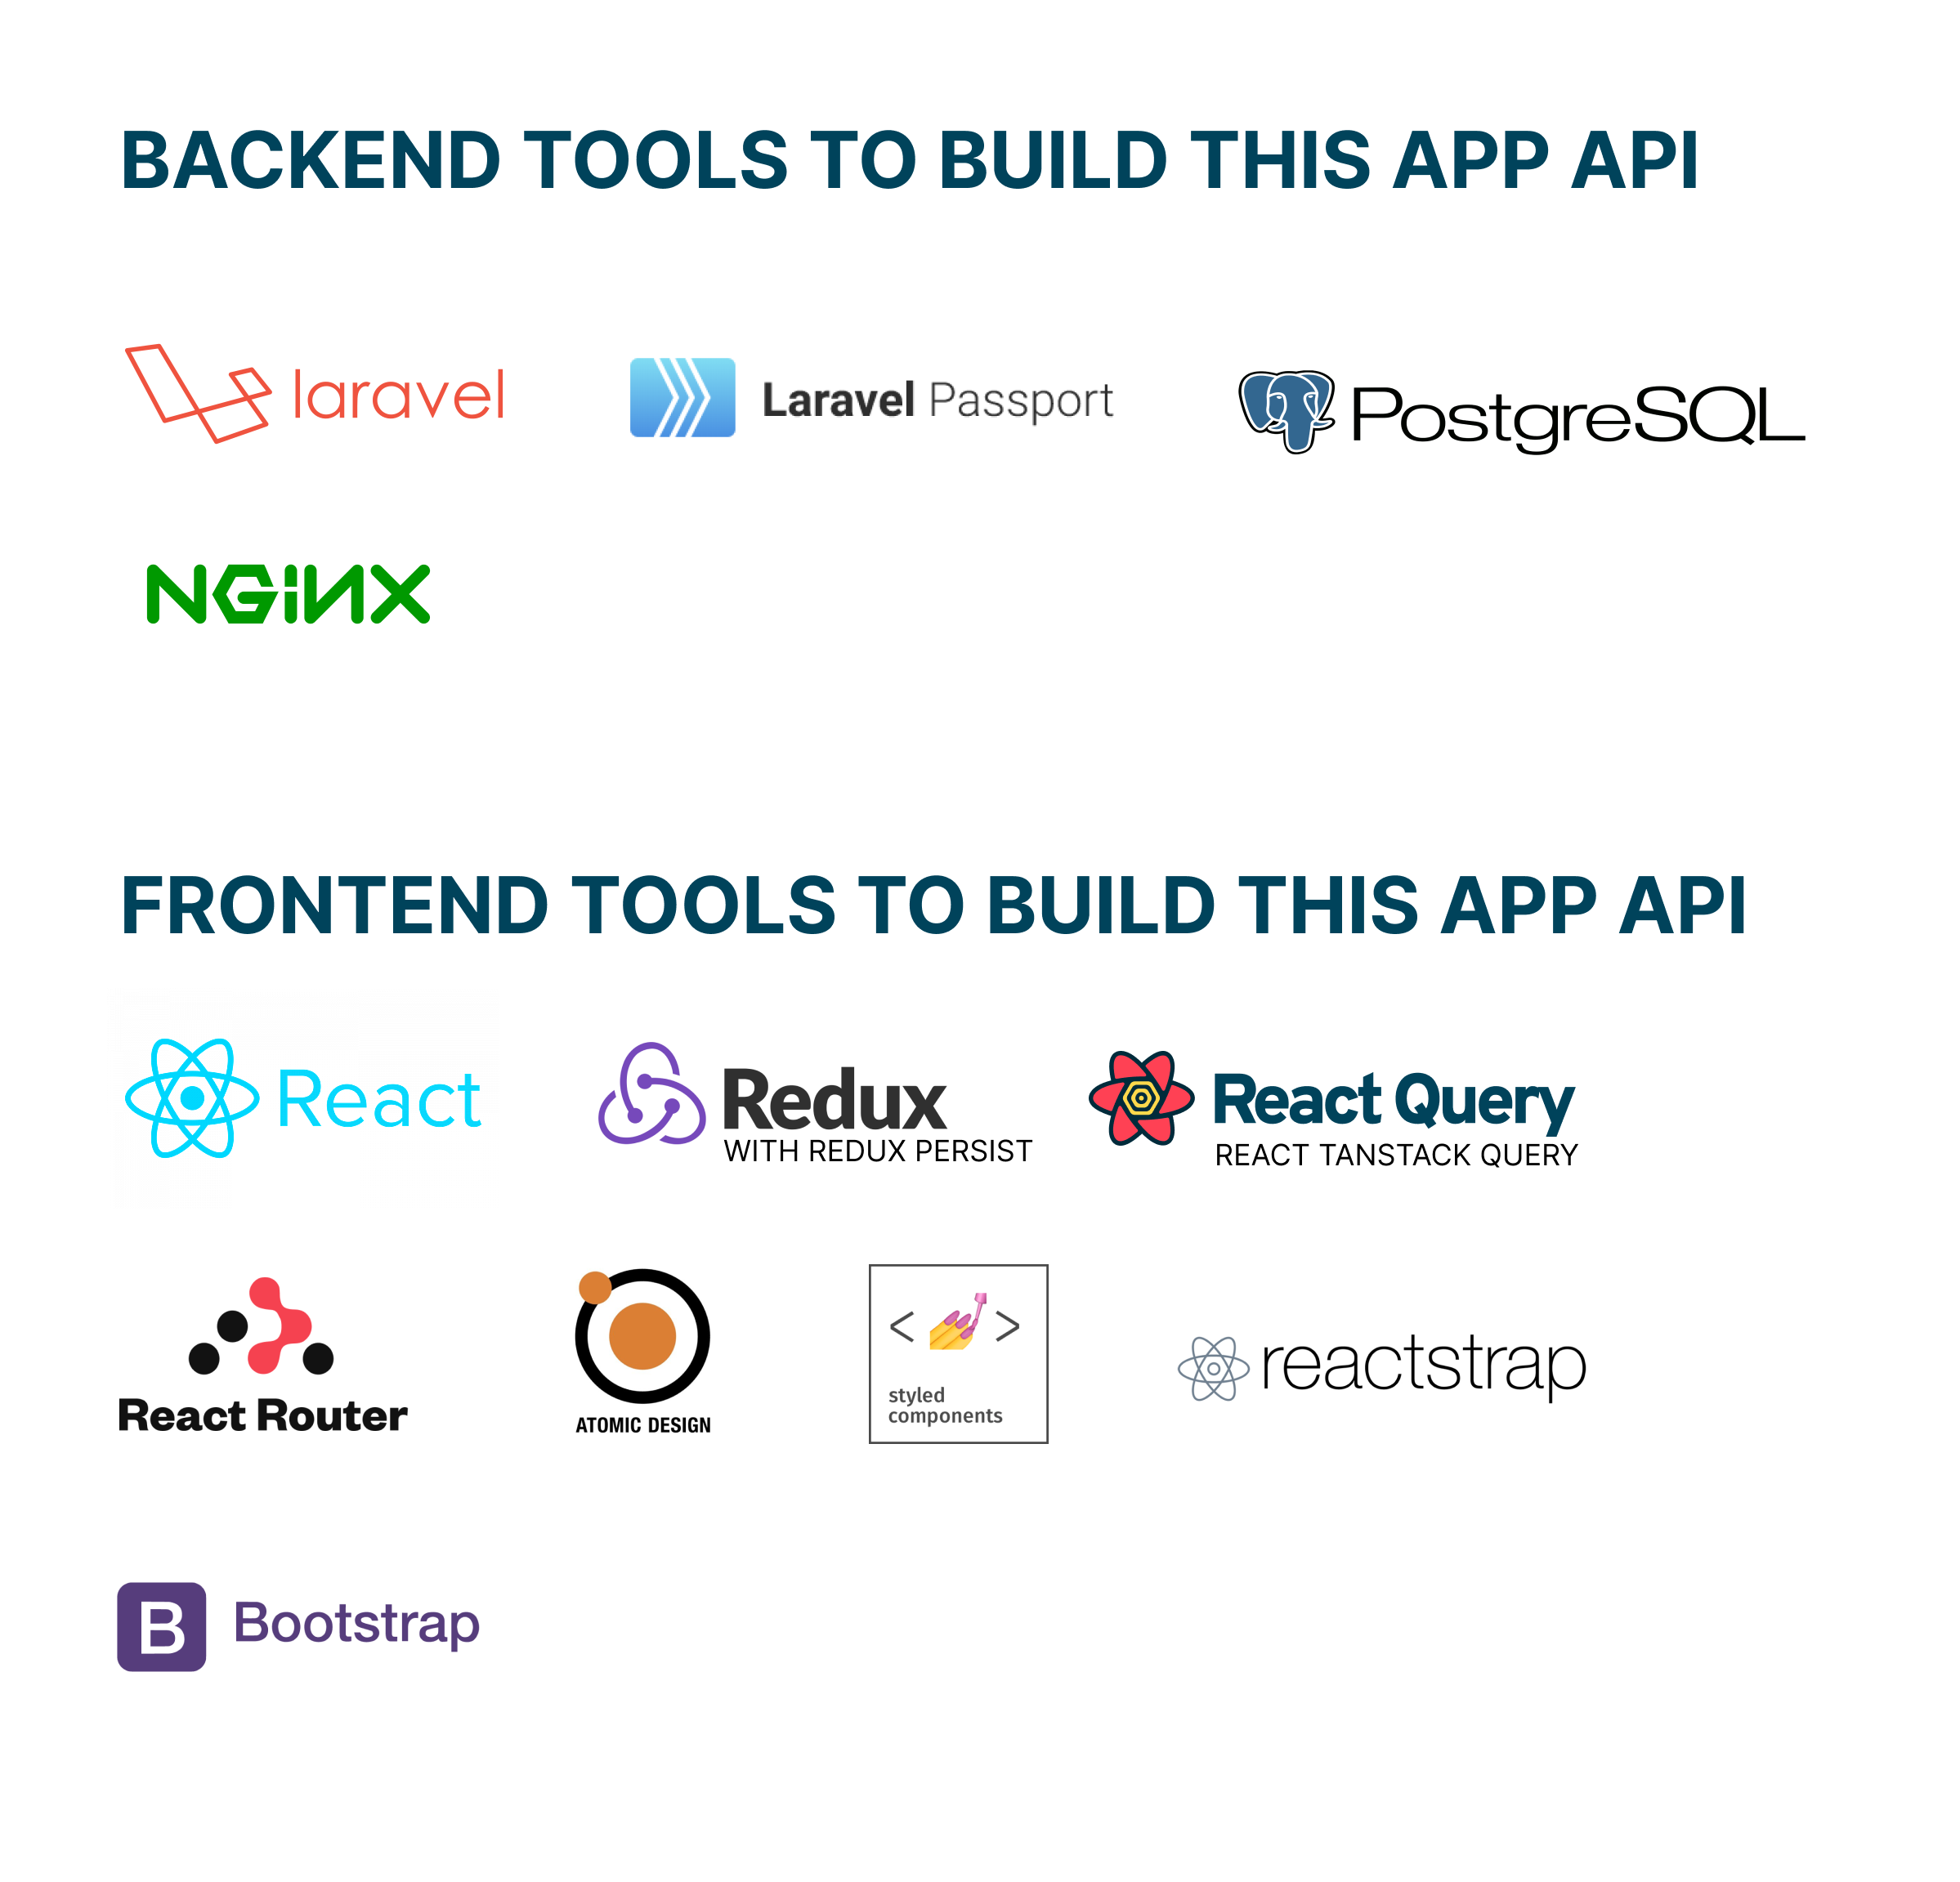 BACKEND TOOLS TO BUILD THIS APP API
laravel
Laravel Passport
PostgreSQL
NGiNX
FRONTEND TOOLS TO BUILD THIS APP API
React
Redux
WITH REDUX PERSIST
React Query
REACT TANSTACK QUERY
React Router
ATOMIC DESIGN
< >
styled
components
reactstrap
B Bootstrap